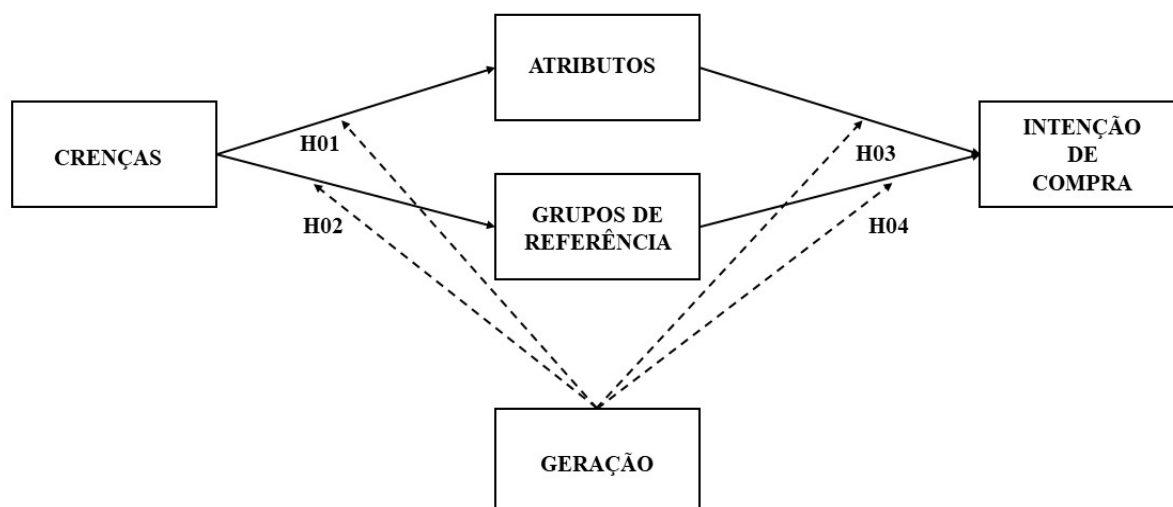 ATRIBUTOS
CRENÇAS
H01
H02
GRUPOS DE
REFERÊNCIA
H03
H04
INTENÇÃO
DE
COMPRA
GERAÇÃO